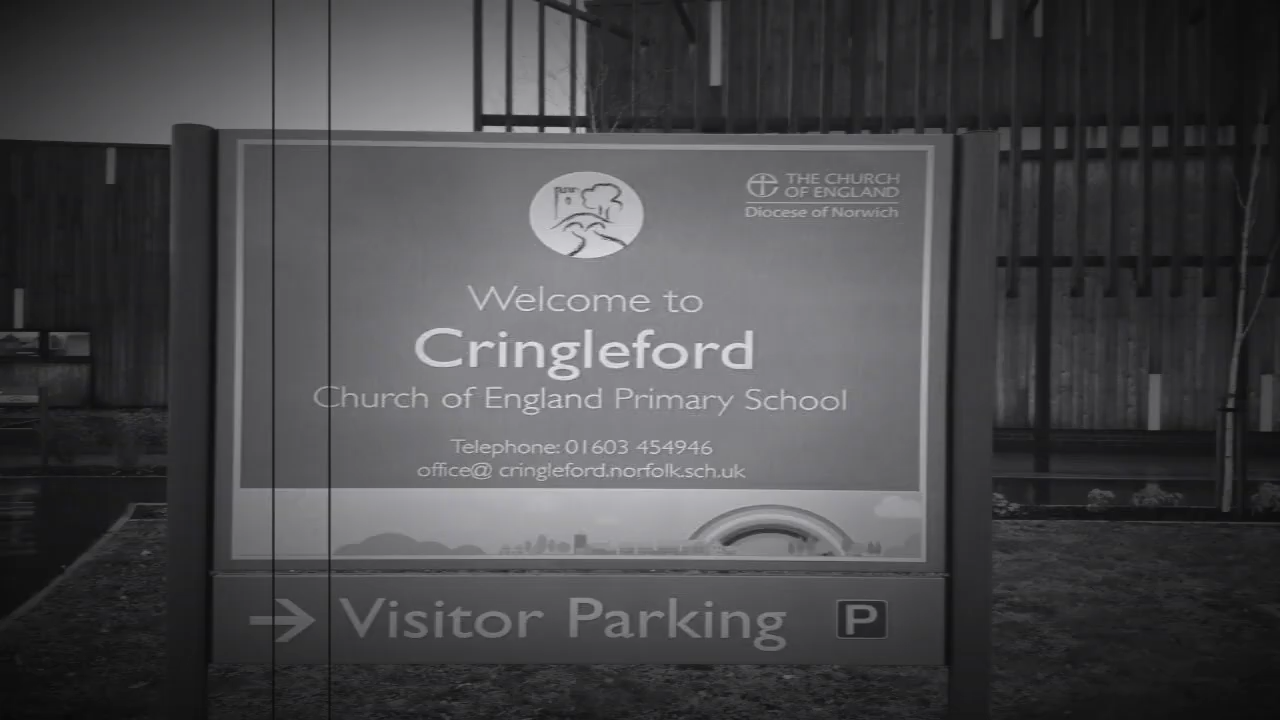 THE CHURCH
OF ENGLAND
Diocese of Norwich
Welcome to
Cringleford
Church of England Primary School
Telephone: 01603 454946
office@ cringleford.norfolk.sch.uk
Visitor Parking P